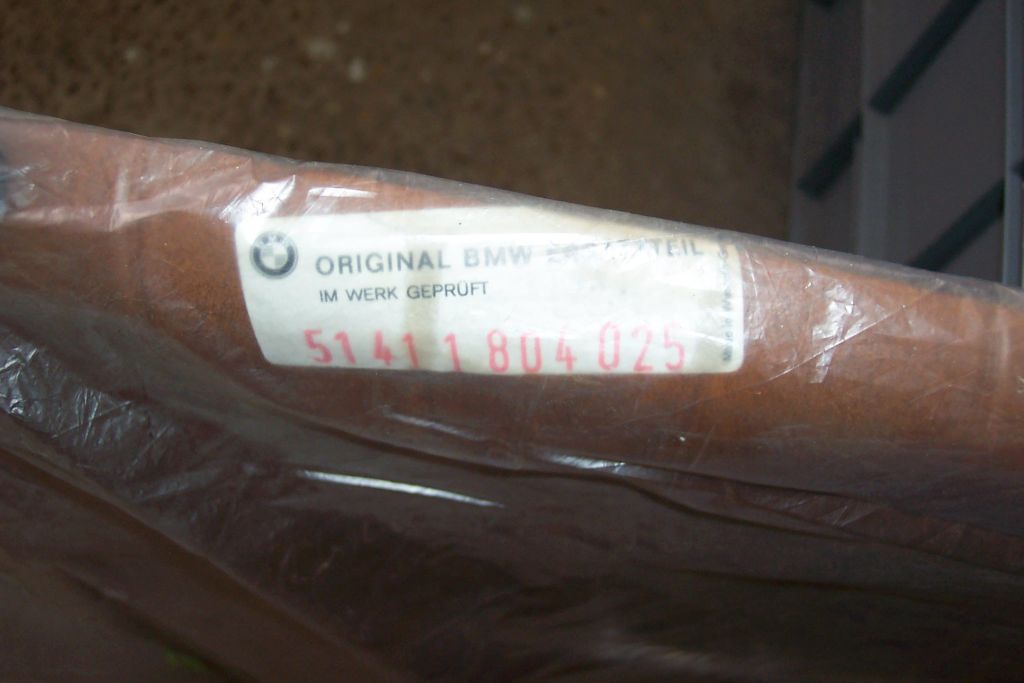 ORIGINAL BMW
IM WERK GEPRÜFT
51 41 1 804 025